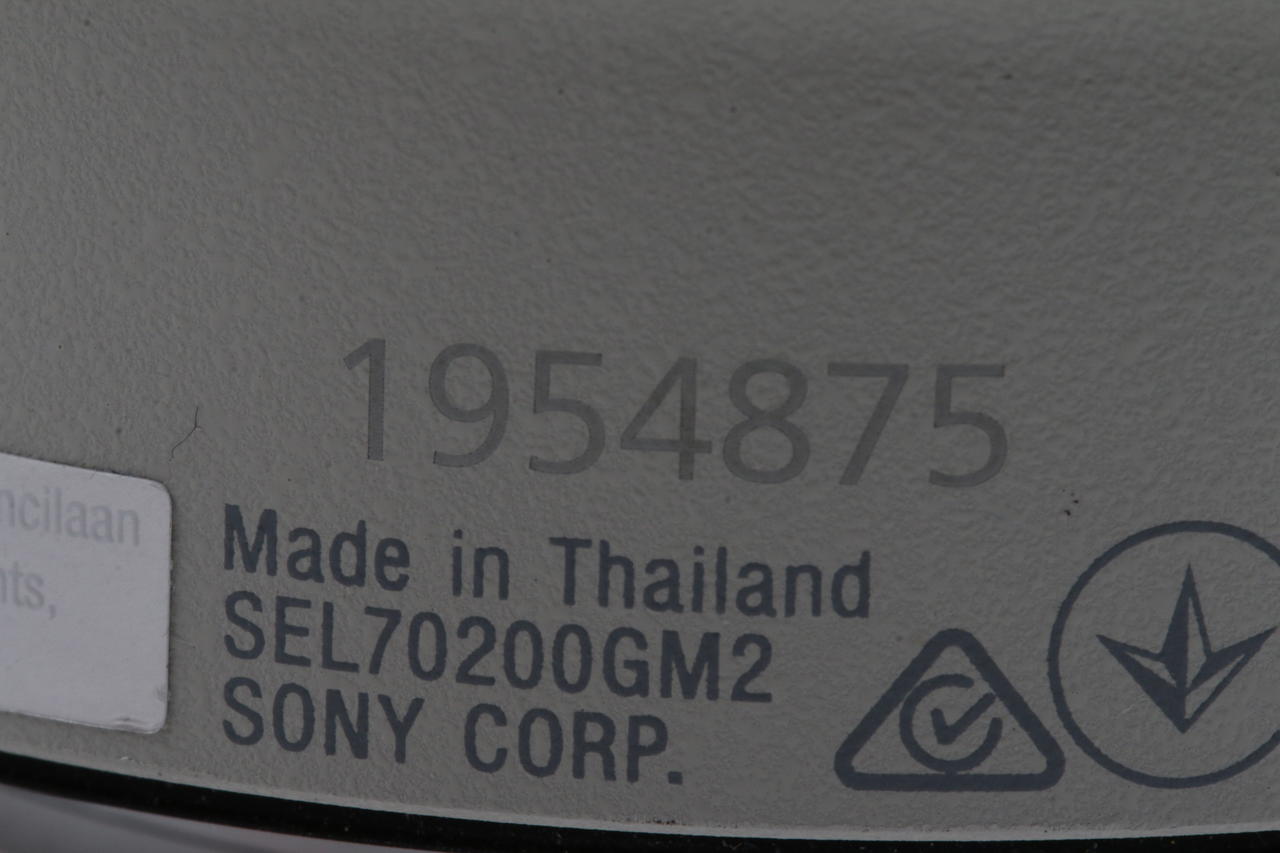 1954875
ncilaan
nts,
Made in Thailand
SEL70200GM2
SONY CORP.